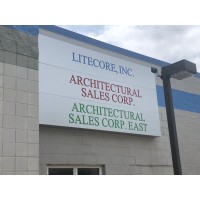 LITECORE, INC.
ARCHITECTURAL
SALES CORP.
ARCHITECTURAL
SALES CORP. EAST